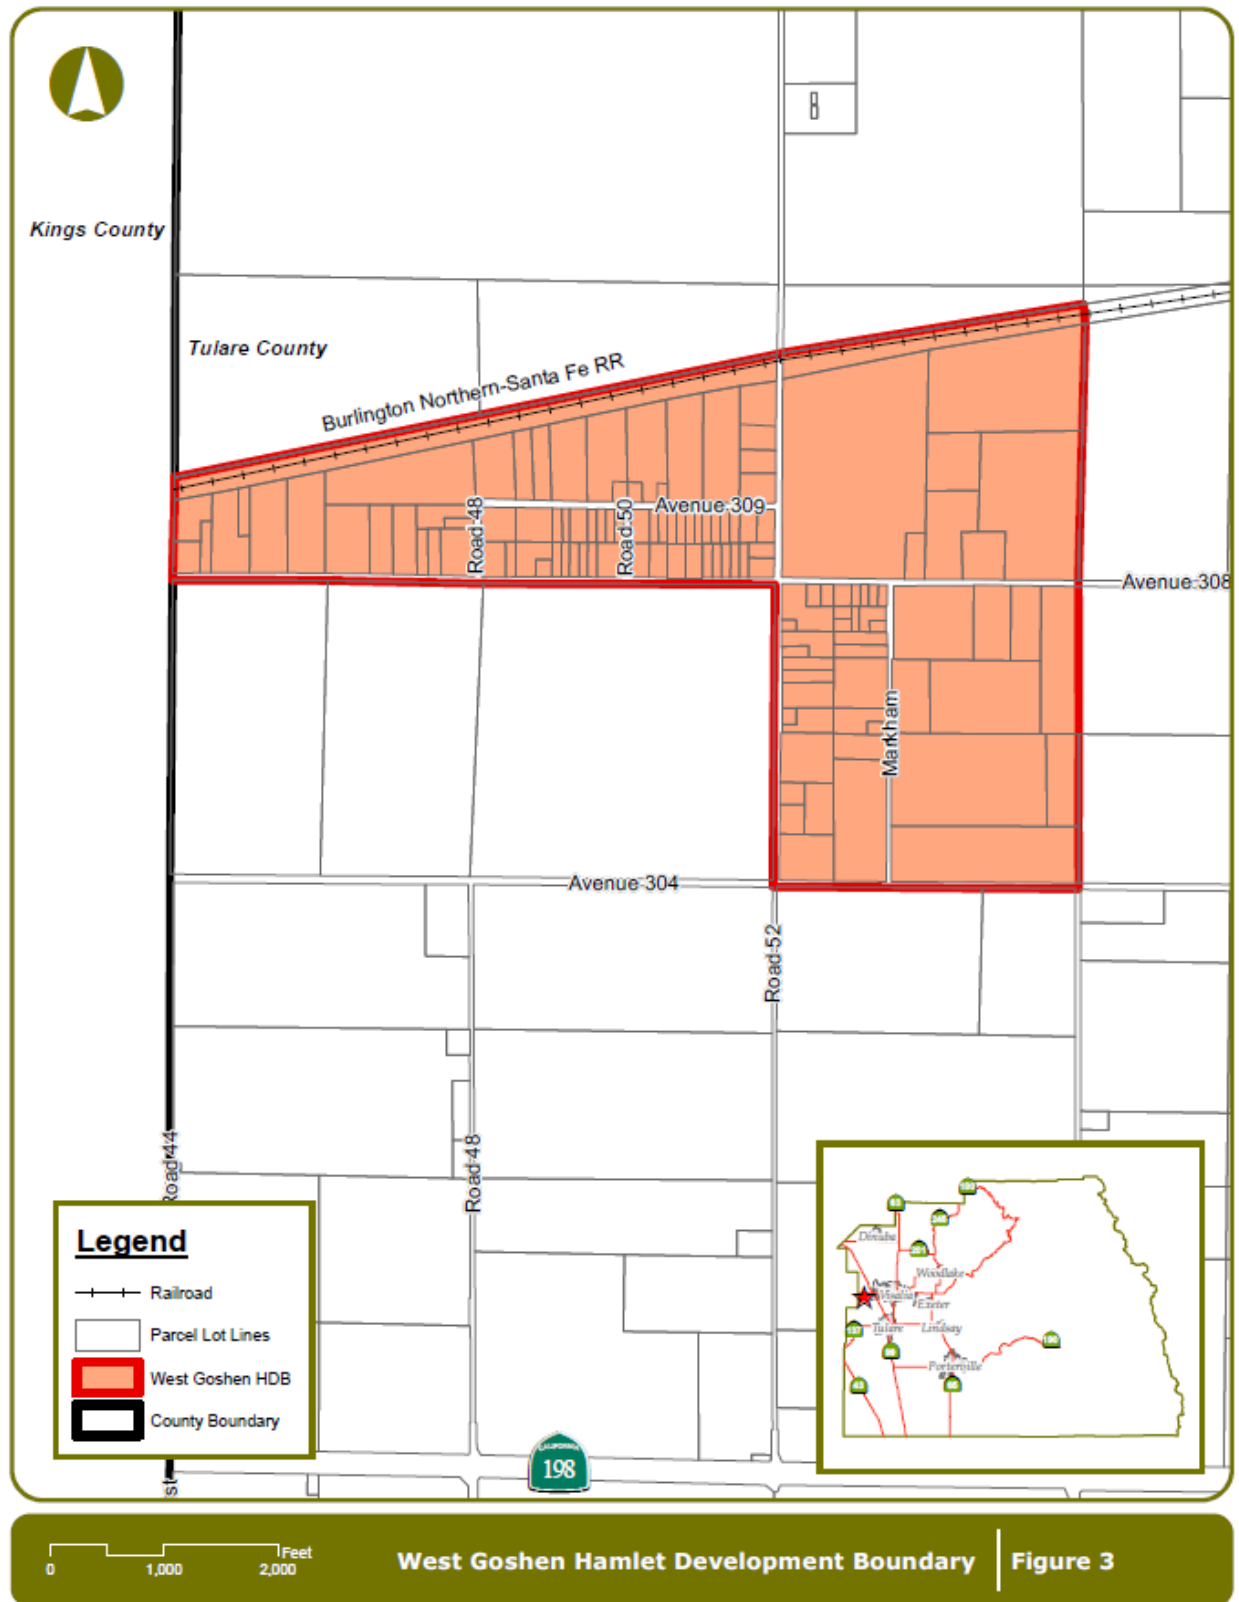 Kings County
Tulare County
Burlington Northern-Santa Fe RR
Road 48
Road 50
Avenue 309
Avenue 308
Markham
Avenue 304
Road 52
Road 44
Road 48
Legend
Railroad
Parcel Lot Lines
West Goshen HDB
County Boundary
st
CALIFORNIA
198
Dinuba
Woodlake
Visalia
Exeter
Tulare
Lindsay
Porterville
0
1,000
2,000
Feet
West Goshen Hamlet Development Boundary
Figure 3